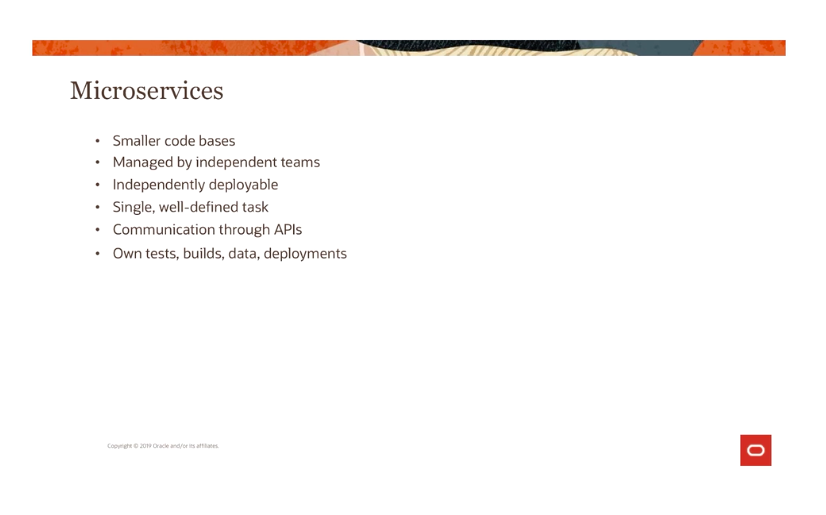 Microservices
• Smaller code bases
• Managed by independent teams
• Independently deployable
• Single, well-defined task
• Communication through APIs
• Own tests, builds, data, deployments
Copyright © 2019 Oracle and/or its affiliates.